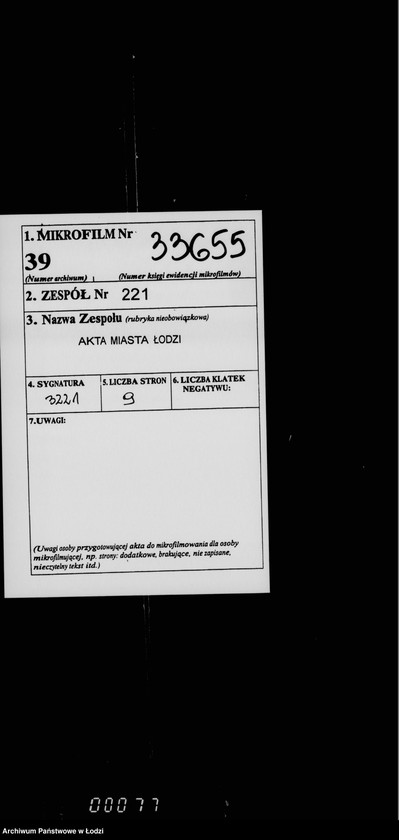 1. MIKROFILM Nr 33655
39
(Numer archiwum) (Numer księgi ewidencji mikrofilmów)
2. ZESPÓŁ Nr 221
3. Nazwa Zespołu (rubryka nieobowiązkowa)
AKTA MIASTA ŁODZI
4. SYGNATURA 5. LICZBA STRON 6. LICZBA KLATEK
NEGATYWU:
3221 9
7.UWAGI:
(Uwagi osoby przygotowującej akta do mikrofilmowania dla osoby
mikrofilmującej, np. strony: dodatkowe, brakujące, nie zapisane,
nieczytelny tekst itd.)
00077
Archiwum Państwowe w Łodzi